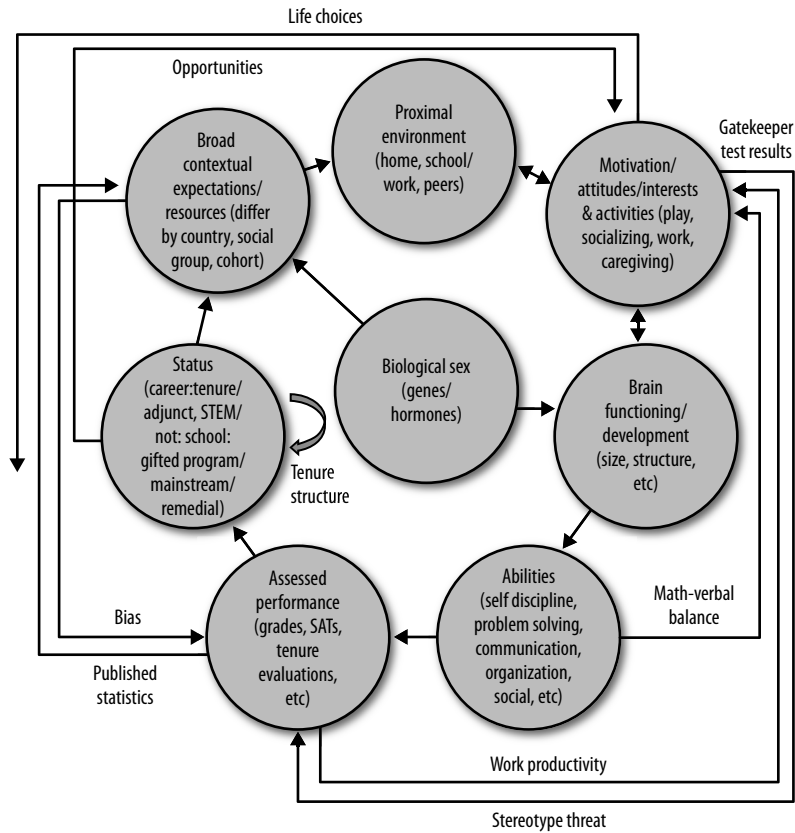 Life choices
Opportunities
Gatekeeper
test results
Proximal
environment
(home, school/
work, peers)
Broad
contextual
expectations/
resources (differ
by country, social
group, cohort)
Motivation/
attitudes/interests
& activities (play,
socializing, work,
caregiving)
Biological sex
(genes/
hormones)
Status
(career:tenure/
adjunct, STEM/
not: school:
gifted program/
mainstream/
remedial)
Tenure
structure
Brain
functioning/
development
(size, structure,
etc)
Assessed
performance
(grades, SATs,
tenure
evaluations,
etc)
Abilities
(self discipline,
problem solving,
communication,
organization,
social, etc)
Math-verbal
balance
Bias
Published
statistics
Work productivity
Stereotype threat